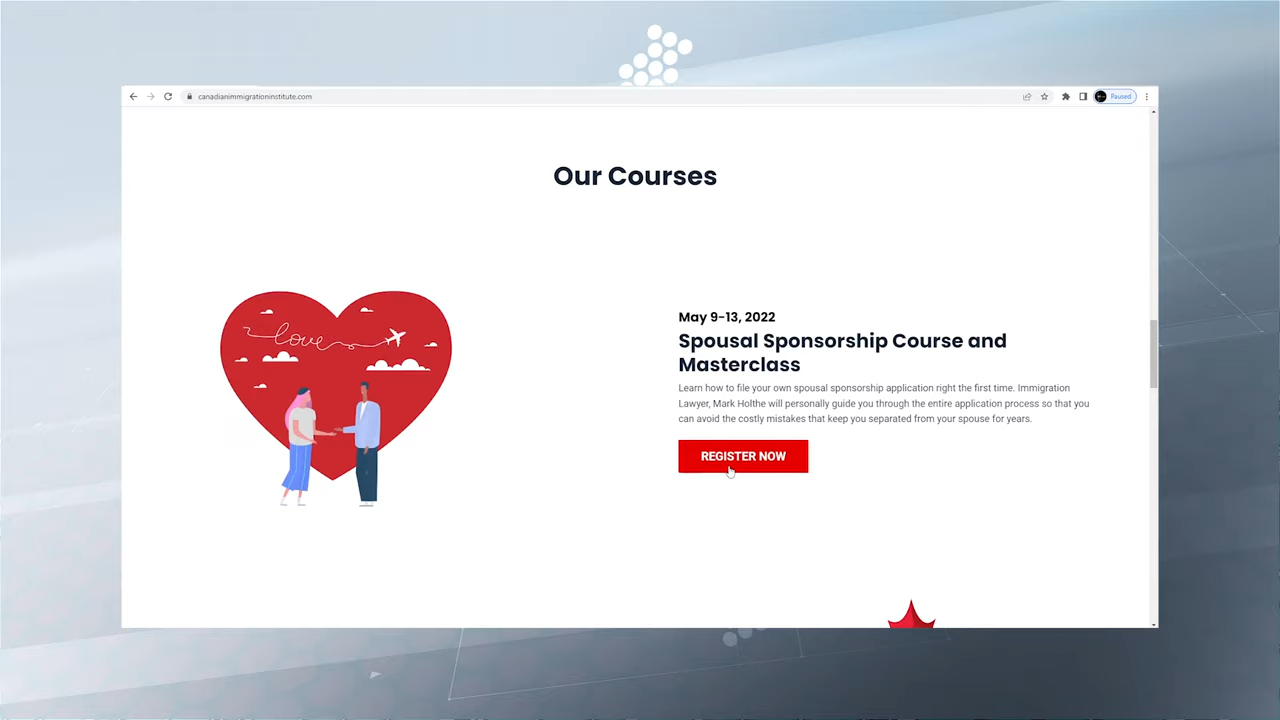 canadianimmigrationinstitute.com
Paused
Our Courses
love
May 9-13, 2022
Spousal Sponsorship Course and
Masterclass
Learn how to file your own spousal sponsorship application right the first time. Immigration
Lawyer, Mark Holthe will personally guide you through the entire application process so that you
can avoid the costly mistakes that keep you separated from your spouse for years.
REGISTER NOW